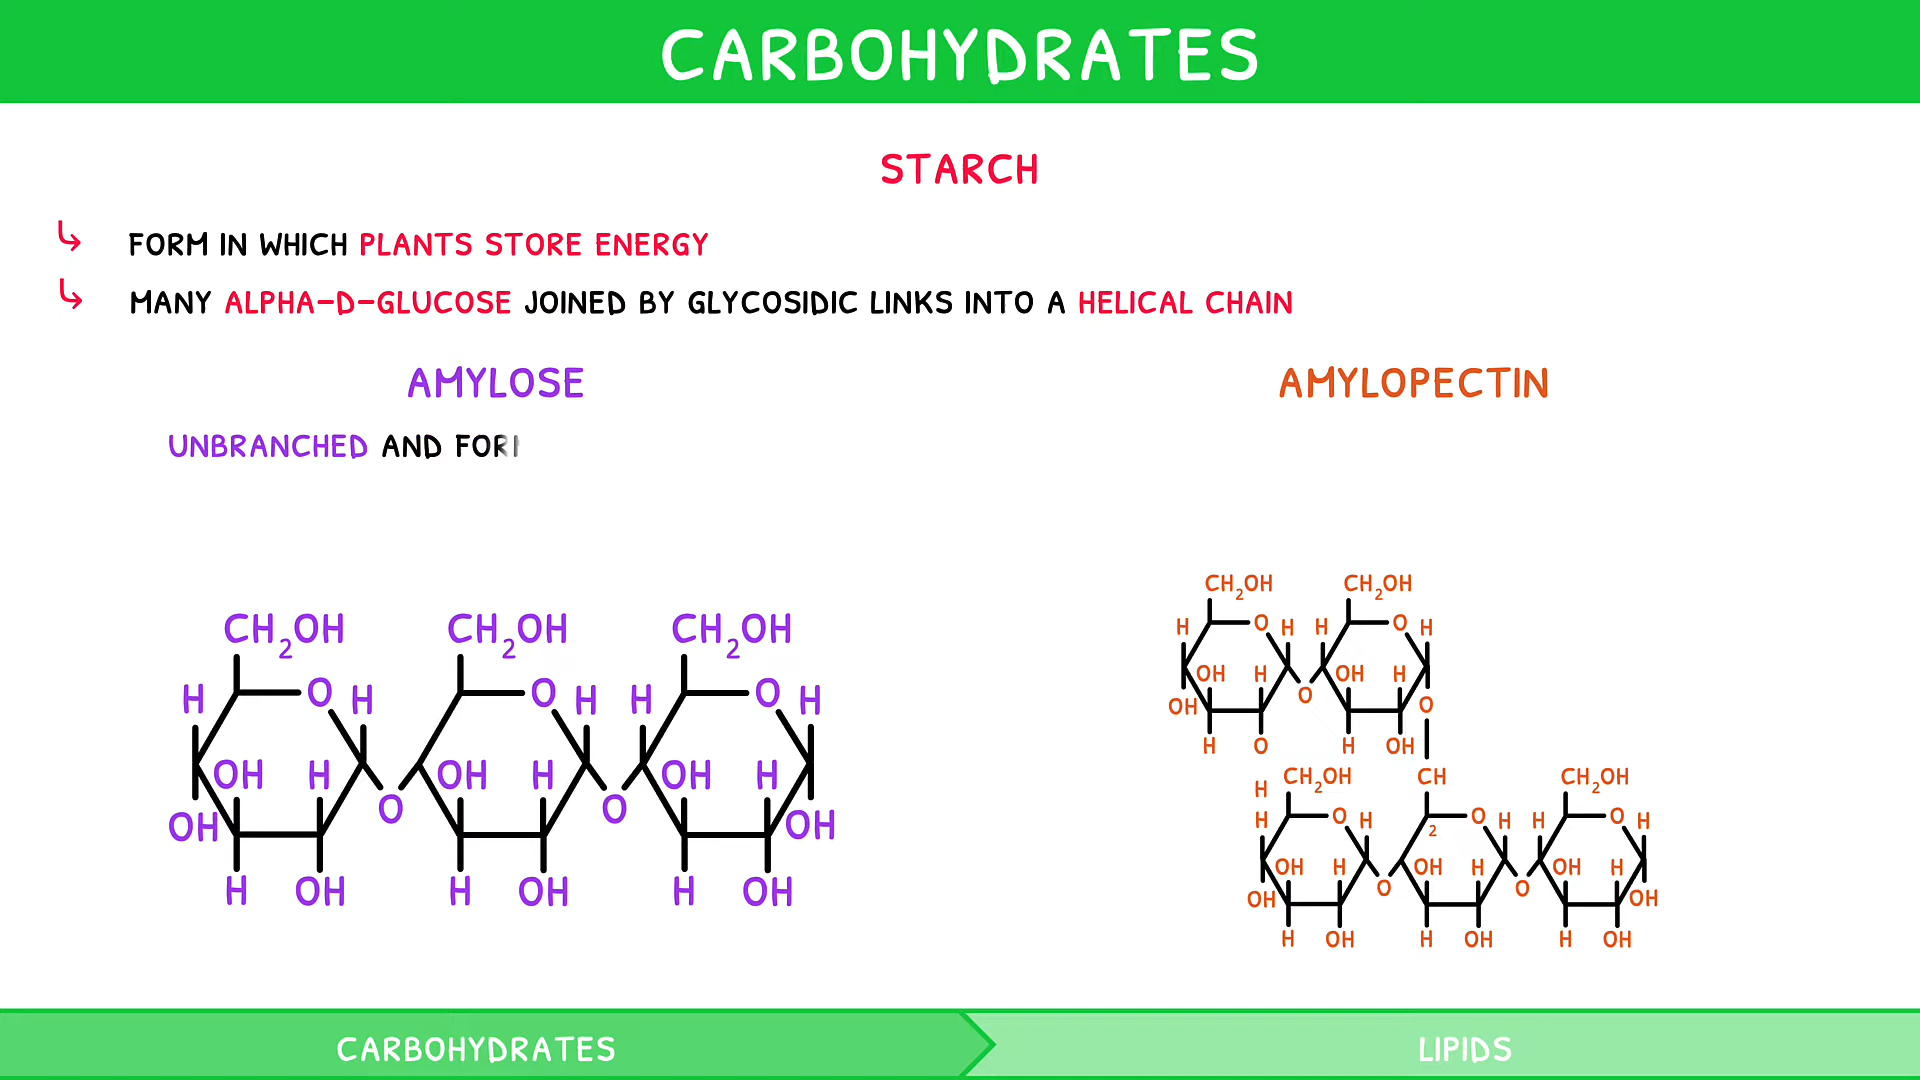 CARBOHYDRATES
STARCH
FORM IN WHICH PLANTS STORE ENERGY
MANY ALPHA-D-GLUCOSE JOINED BY GLYCOSIDIC LINKS INTO A HELICAL CHAIN
AMYLOSE
UNBRANCHED AND
CH2OH CH2OH CH2OH
H O H O H H O H
OH H OH H OH H
OH O O OH
H OH H OH H OH
AMYLOPECTIN
CH2OH CH2OH
H O H H O H
OH H OH H
OH O O
H O H OH
H CH2OH CH CH2OH
H O H 2 O H H O H
OH H OH H OH H
OH O O OH
H OH H OH H OH
CARBOHYDRATES
LIPIDS